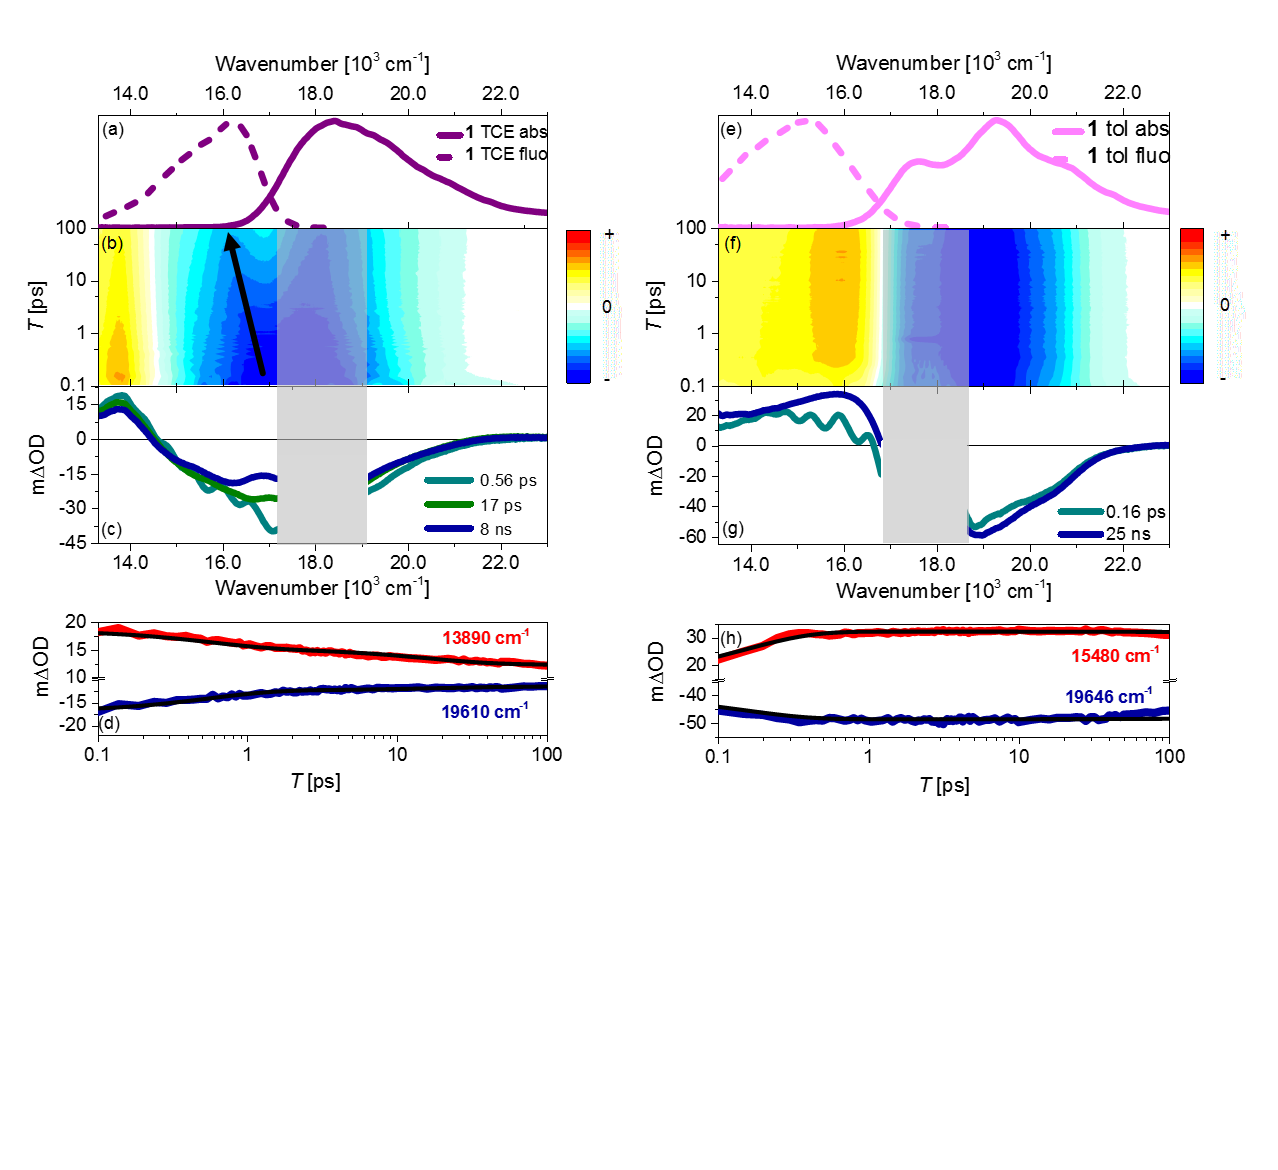 Wavenumber [10³ cm⁻¹]
14.0 16.0 18.0 20.0 22.0
(a)
1 TCE abs
1 TCE fluo
100
10
1
0.1
T [ps]
(b)
+
0
-
15
0
-15
-30
-45
mΔOD
(c)
0.56 ps
17 ps
8 ns
14.0 16.0 18.0 20.0 22.0
Wavenumber [10³ cm⁻¹]
20
15
10
-15
-20
mΔOD
13890 cm⁻¹
19610 cm⁻¹
(d)
0.1 1 10 100
T [ps]
Wavenumber [10³ cm⁻¹]
14.0 16.0 18.0 20.0 22.0
(e)
1 tol abs
1 tol fluo
100
10
1
0.1
T [ps]
(f)
+
0
-
20
0
-20
-40
-60
mΔOD
(g)
0.16 ps
25 ns
14.0 16.0 18.0 20.0 22.0
Wavenumber [10³ cm⁻¹]
30
20
-40
-50
mΔOD
(h)
15480 cm⁻¹
19646 cm⁻¹
0.1 1 10 100
T [ps]